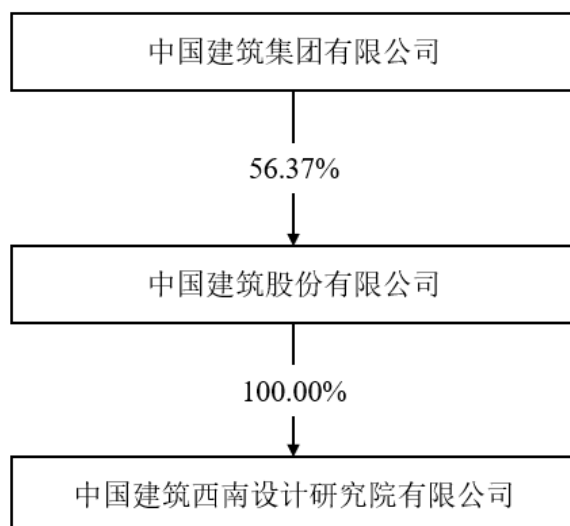 中国建筑集团有限公司
56.37%
中国建筑股份有限公司
100.00%
中国建筑西南设计研究院有限公司